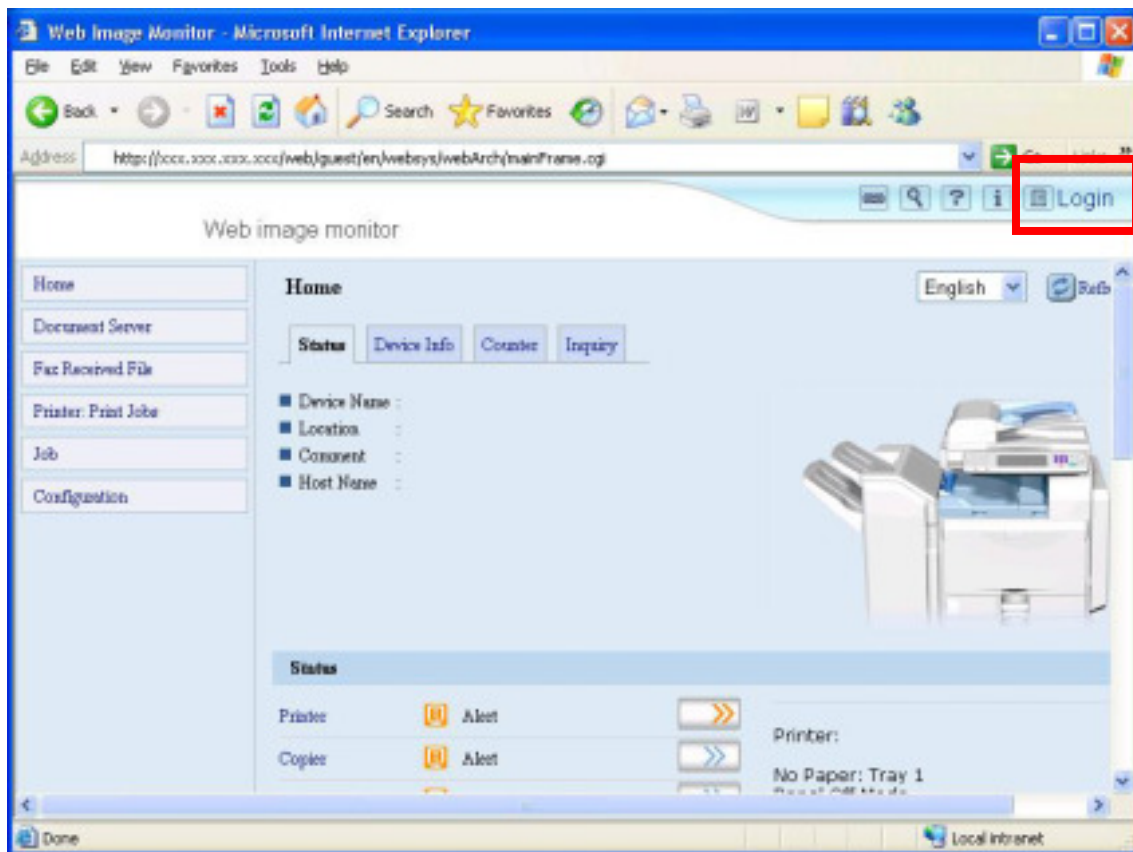 Web Image Monitor - Microsoft Internet Explorer
File Edit View Favorites Tools Help
Back Search Favorites
Address http://xxx.xxx.xxx.xxx/web/guest/en/websys/webArch/mainFrame.cgi
Login
Web image monitor
Home
Document Server
Fax Received File
Printer: Print Jobs
Job
Configuration
Home English
Status Device Info Counter Inquiry
Device Name :
Location :
Comment :
Host Name :
Status
Printer Alert
Copier Alert
Printer:
No Paper: Tray 1
Done Local intranet